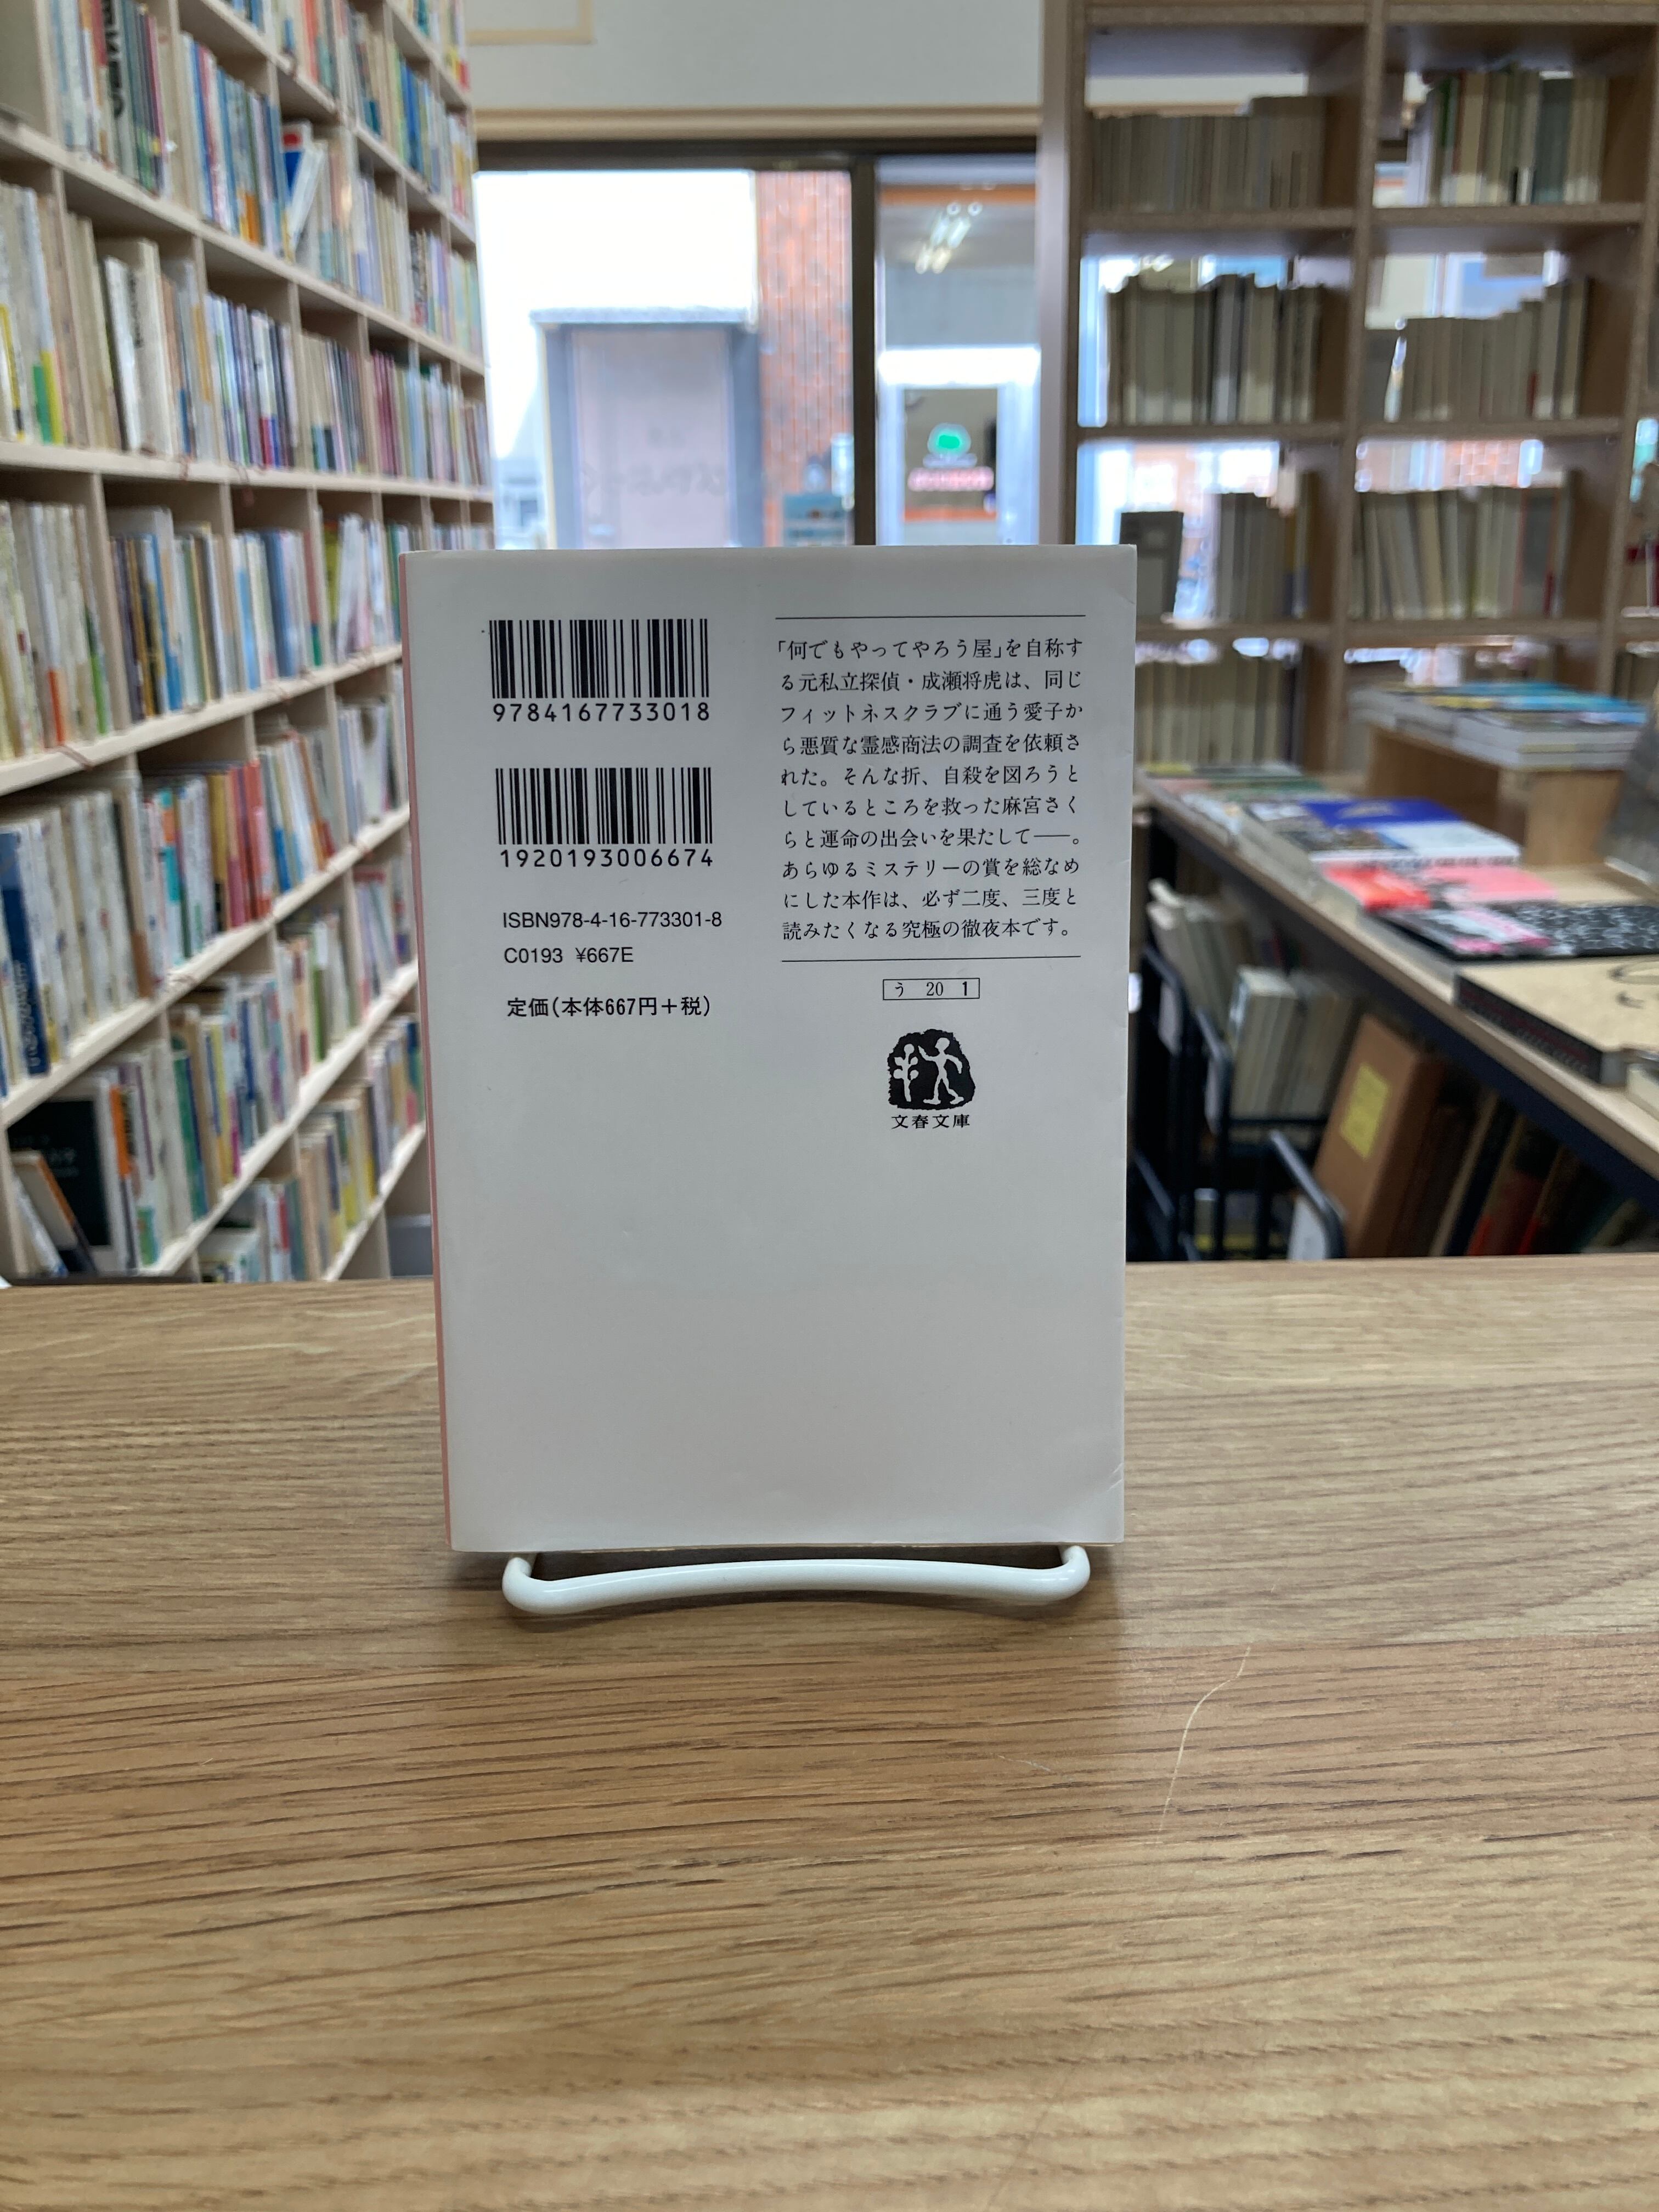 9784167733018
1920193006674
ISBN978-4-16-773301-8
C0193 ¥667E
定価(本体667円+税)
「何でもやってやろう屋」を自称す
る元私立探偵・成瀬将虎は、同じ
フィットネスクラブに通う愛子か
ら悪質な霊感商法の調査を依頼さ
れた。そんな折、自殺を図ろうと
しているところを救った麻宮さく
らと運命の出会いを果たして──。
あらゆるミステリーの賞を総なめ
にした本作は、必ず二度、三度と
読みたくなる究極の徹夜本です。
う 20 1
文春文庫